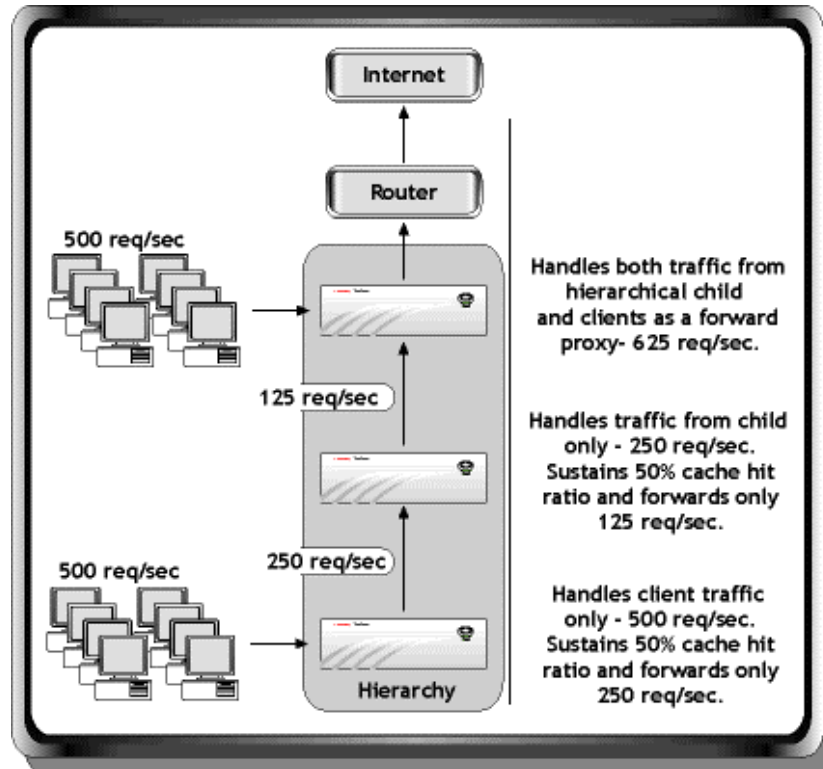 Internet
Router
500 req/sec
Handles both traffic from
hierarchical child
and clients as a forward
proxy- 625 req/sec.
125 req/sec
Handles traffic from child
only - 250 req/sec.
Sustains 50% cache hit
ratio and forwards only
125 req/sec.
250 req/sec
500 req/sec
Handles client traffic
only - 500 req/sec.
Sustains 50% cache hit
ratio and forwards only
250 req/sec.
Hierarchy